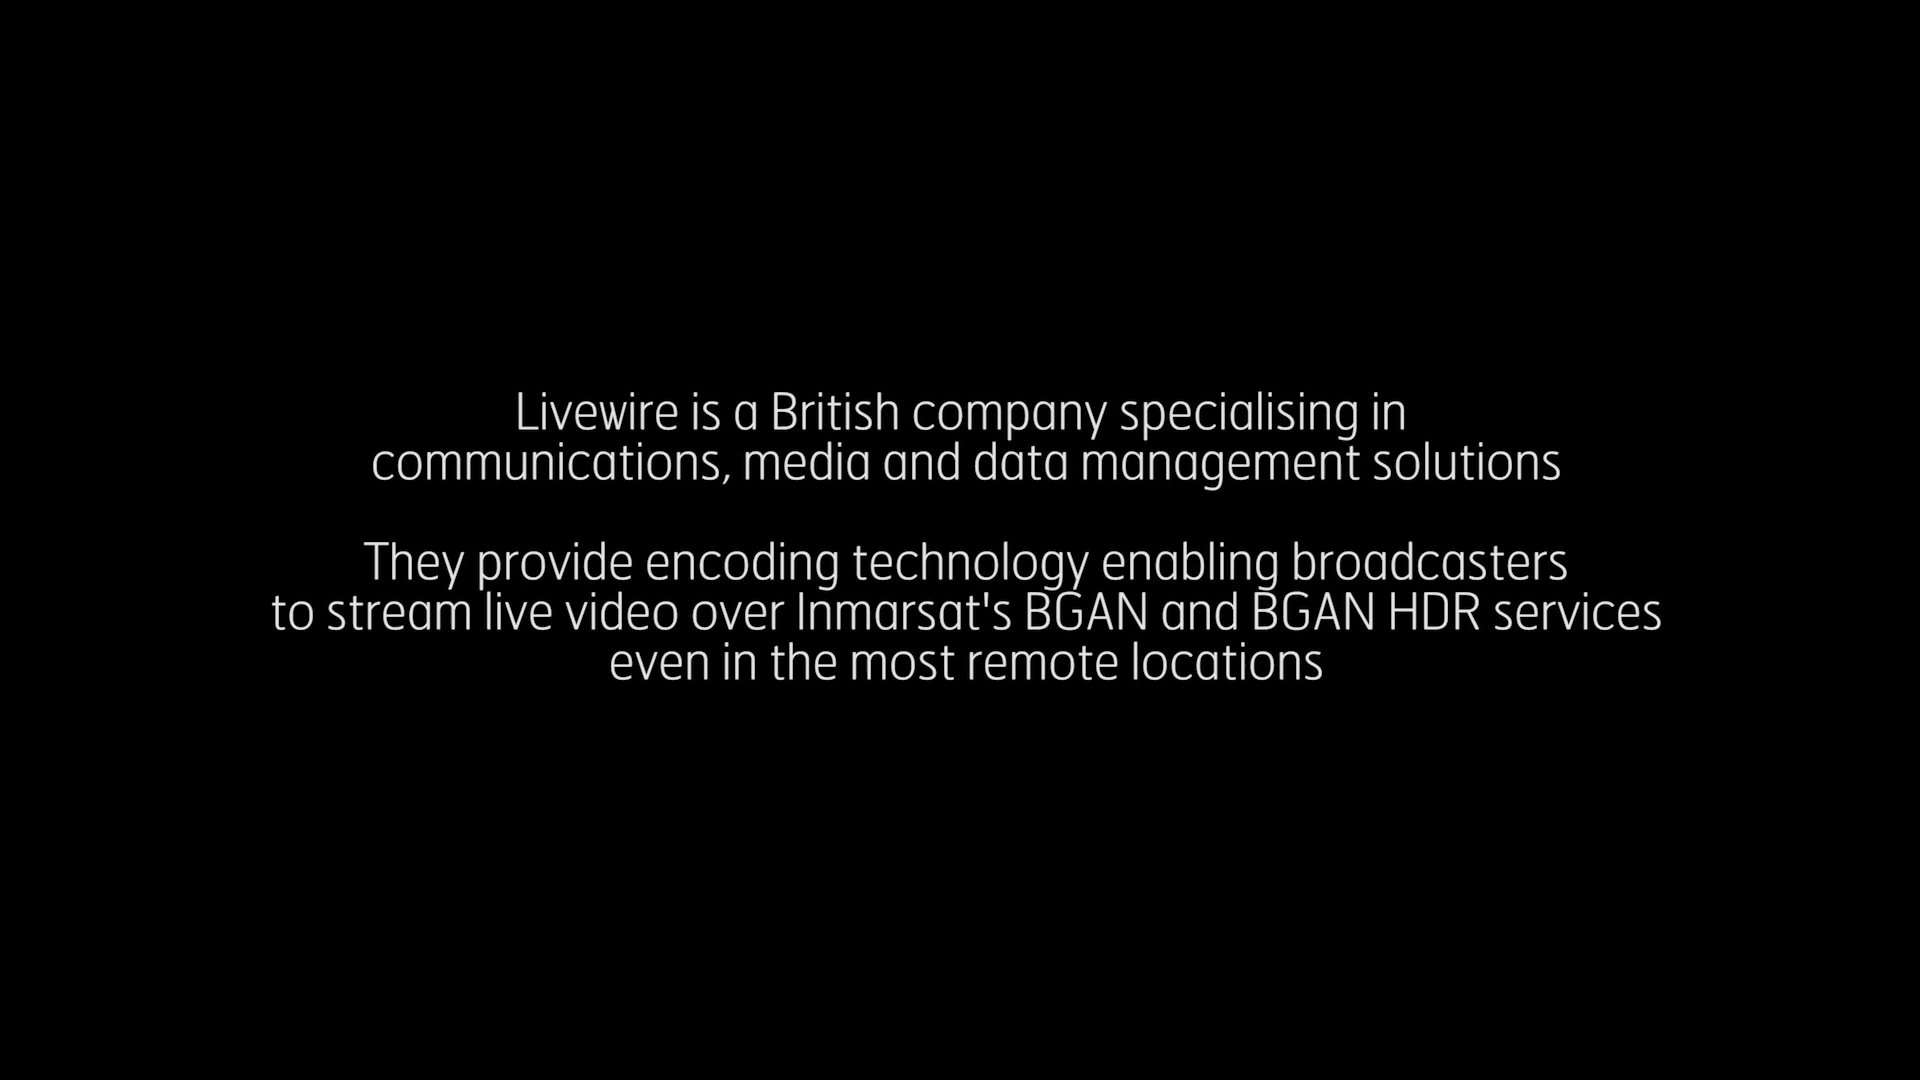 Livewire is a British company specialising in
communications, media and data management solutions
They provide encoding technology enabling broadcasters
to stream live video over Inmarsat's BGAN and BGAN HDR services
even in the most remote locations